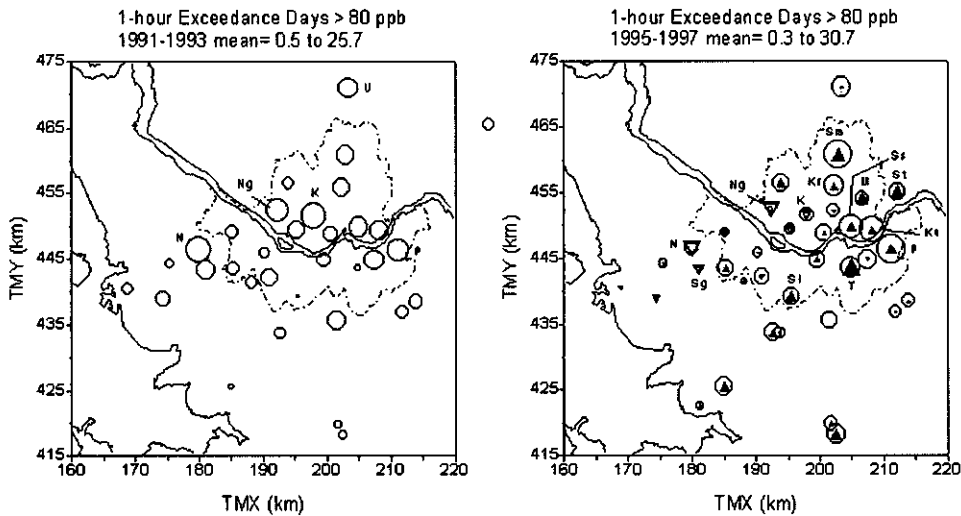 1-hour Exceedance Days > 80 ppb
1991-1993 mean= 0.5 to 25.7
475
465
455
445
435
425
415
160 170 180 190 200 210 220
TMY (km)
TMX (km)
U
Ng
K
N
P
1-hour Exceedance Days > 80 ppb
1995-1997 mean= 0.3 to 30.7
475
465
455
445
435
425
415
160 170 180 190 200 210 220
TMY (km)
TMX (km)
Sm
Ss
Kr
B
St
Ng
K
Kt
N
P
Sg
Sl
T